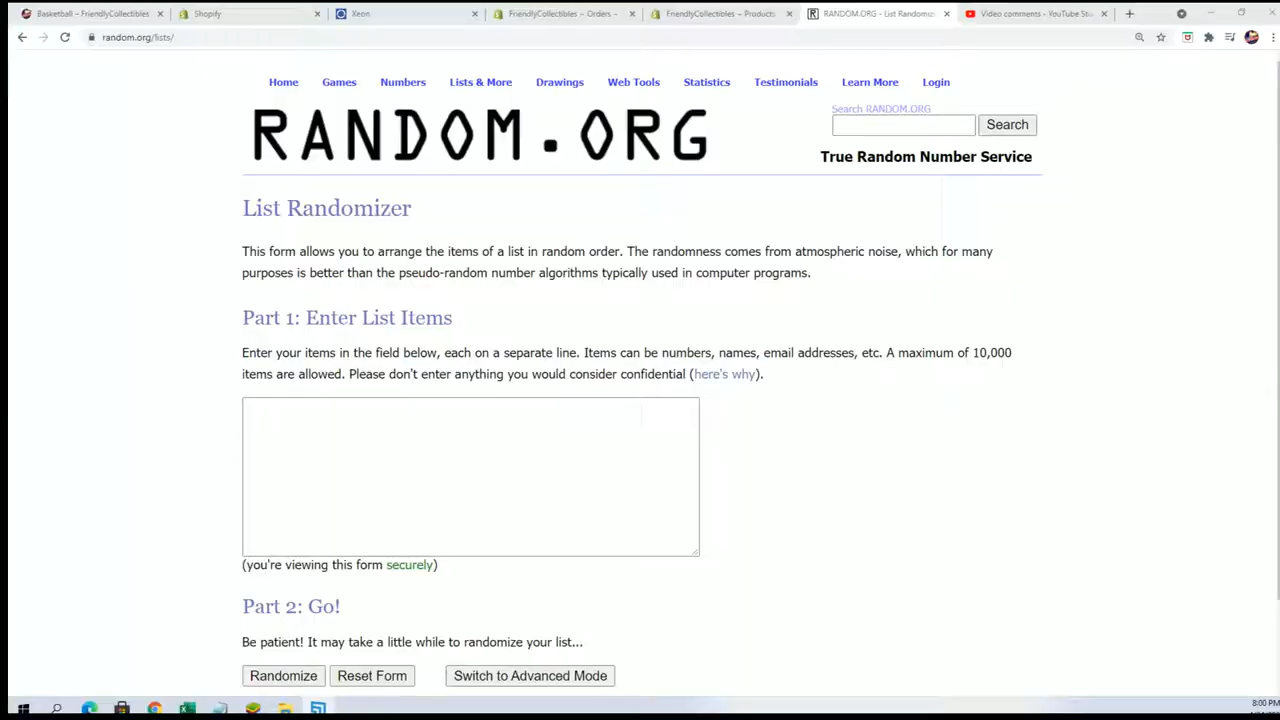 Basketball – FriendlyCollectibles
Shopify
Xeon
FriendlyCollectibles – Orders –
FriendlyCollectibles – Products
RANDOM.ORG - List Randomiz
Video comments - YouTube Stu
random.org/lists/
Home Games Numbers Lists & More Drawings Web Tools Statistics Testimonials Learn More Login
RANDOM.ORG
Search RANDOM.ORG
Search
True Random Number Service
List Randomizer
This form allows you to arrange the items of a list in random order. The randomness comes from atmospheric noise, which for many
purposes is better than the pseudo-random number algorithms typically used in computer programs.
Part 1: Enter List Items
Enter your items in the field below, each on a separate line. Items can be numbers, names, email addresses, etc. A maximum of 10,000
items are allowed. Please don't enter anything you would consider confidential (here's why).
(you're viewing this form securely)
Part 2: Go!
Be patient! It may take a little while to randomize your list...
Randomize Reset Form Switch to Advanced Mode
8:00 PM